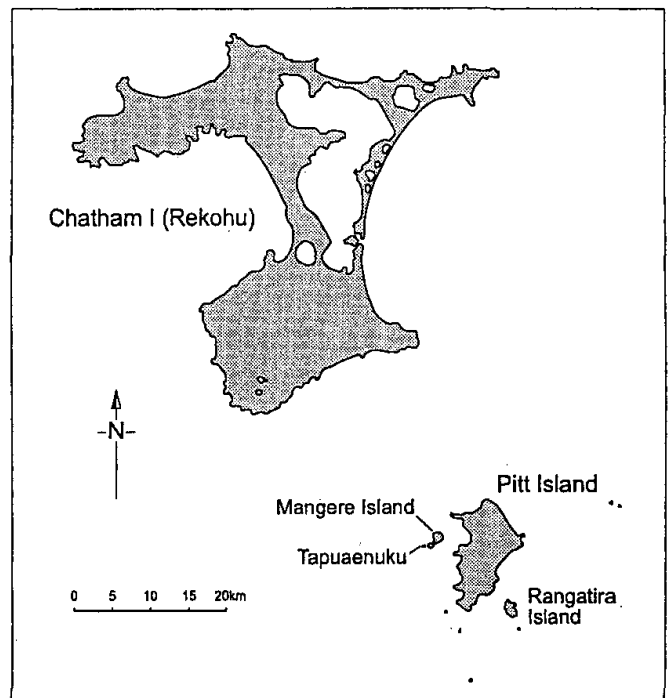 Chatham I (Rekohu)
-N-
Pitt Island
Mangere Island
Tapuaenuku
0 5 10 15 20km
Rangatira
Island